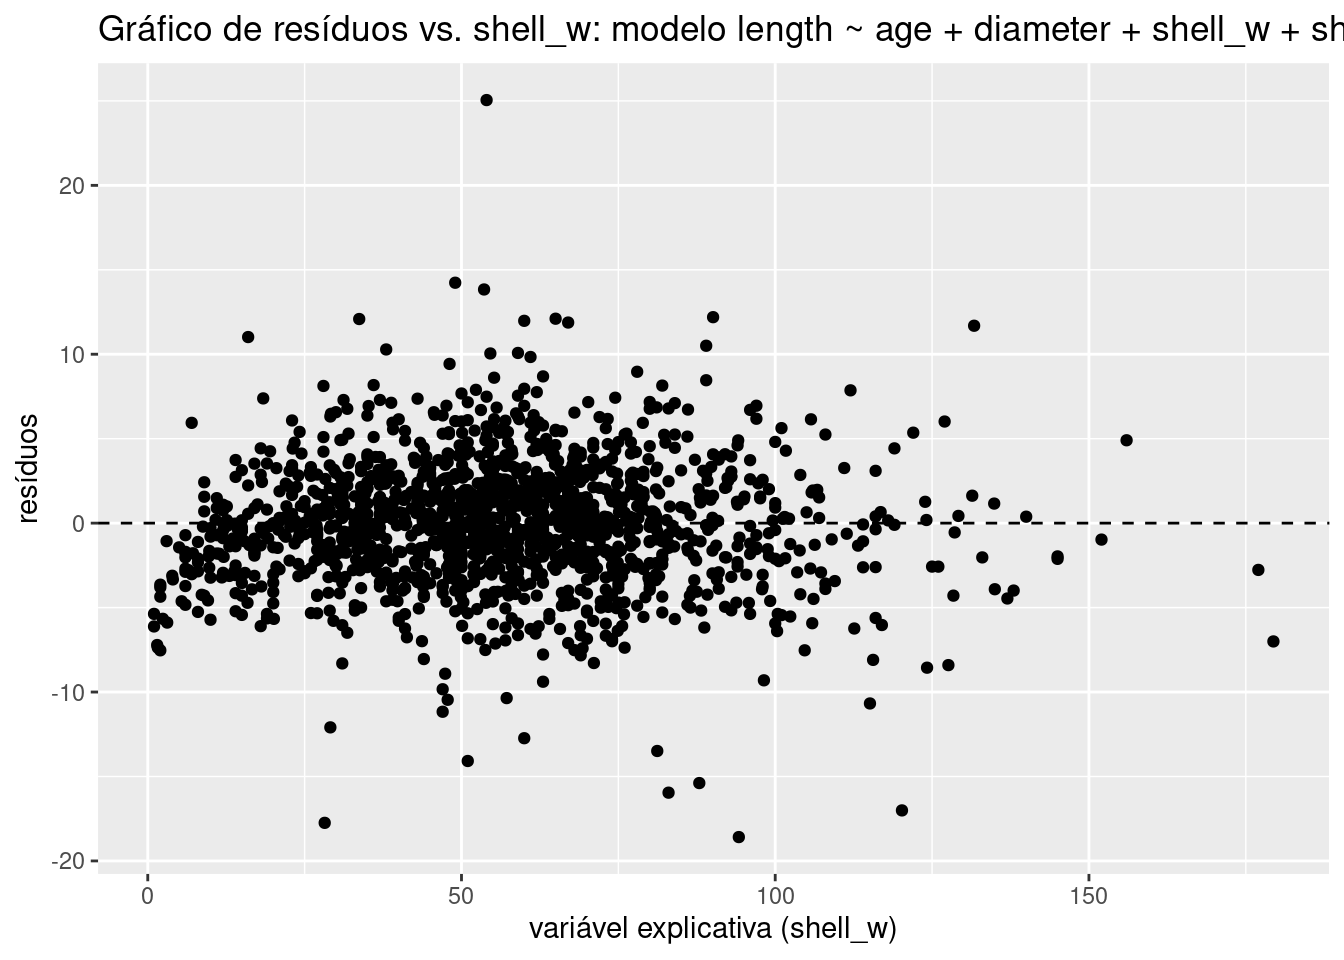 Gráfico de resíduos vs. shell_w: modelo length ~ age + diameter + shell_w + sh
20
10
0
-10
-20
resíduos
0 50 100 150
variável explicativa (shell_w)